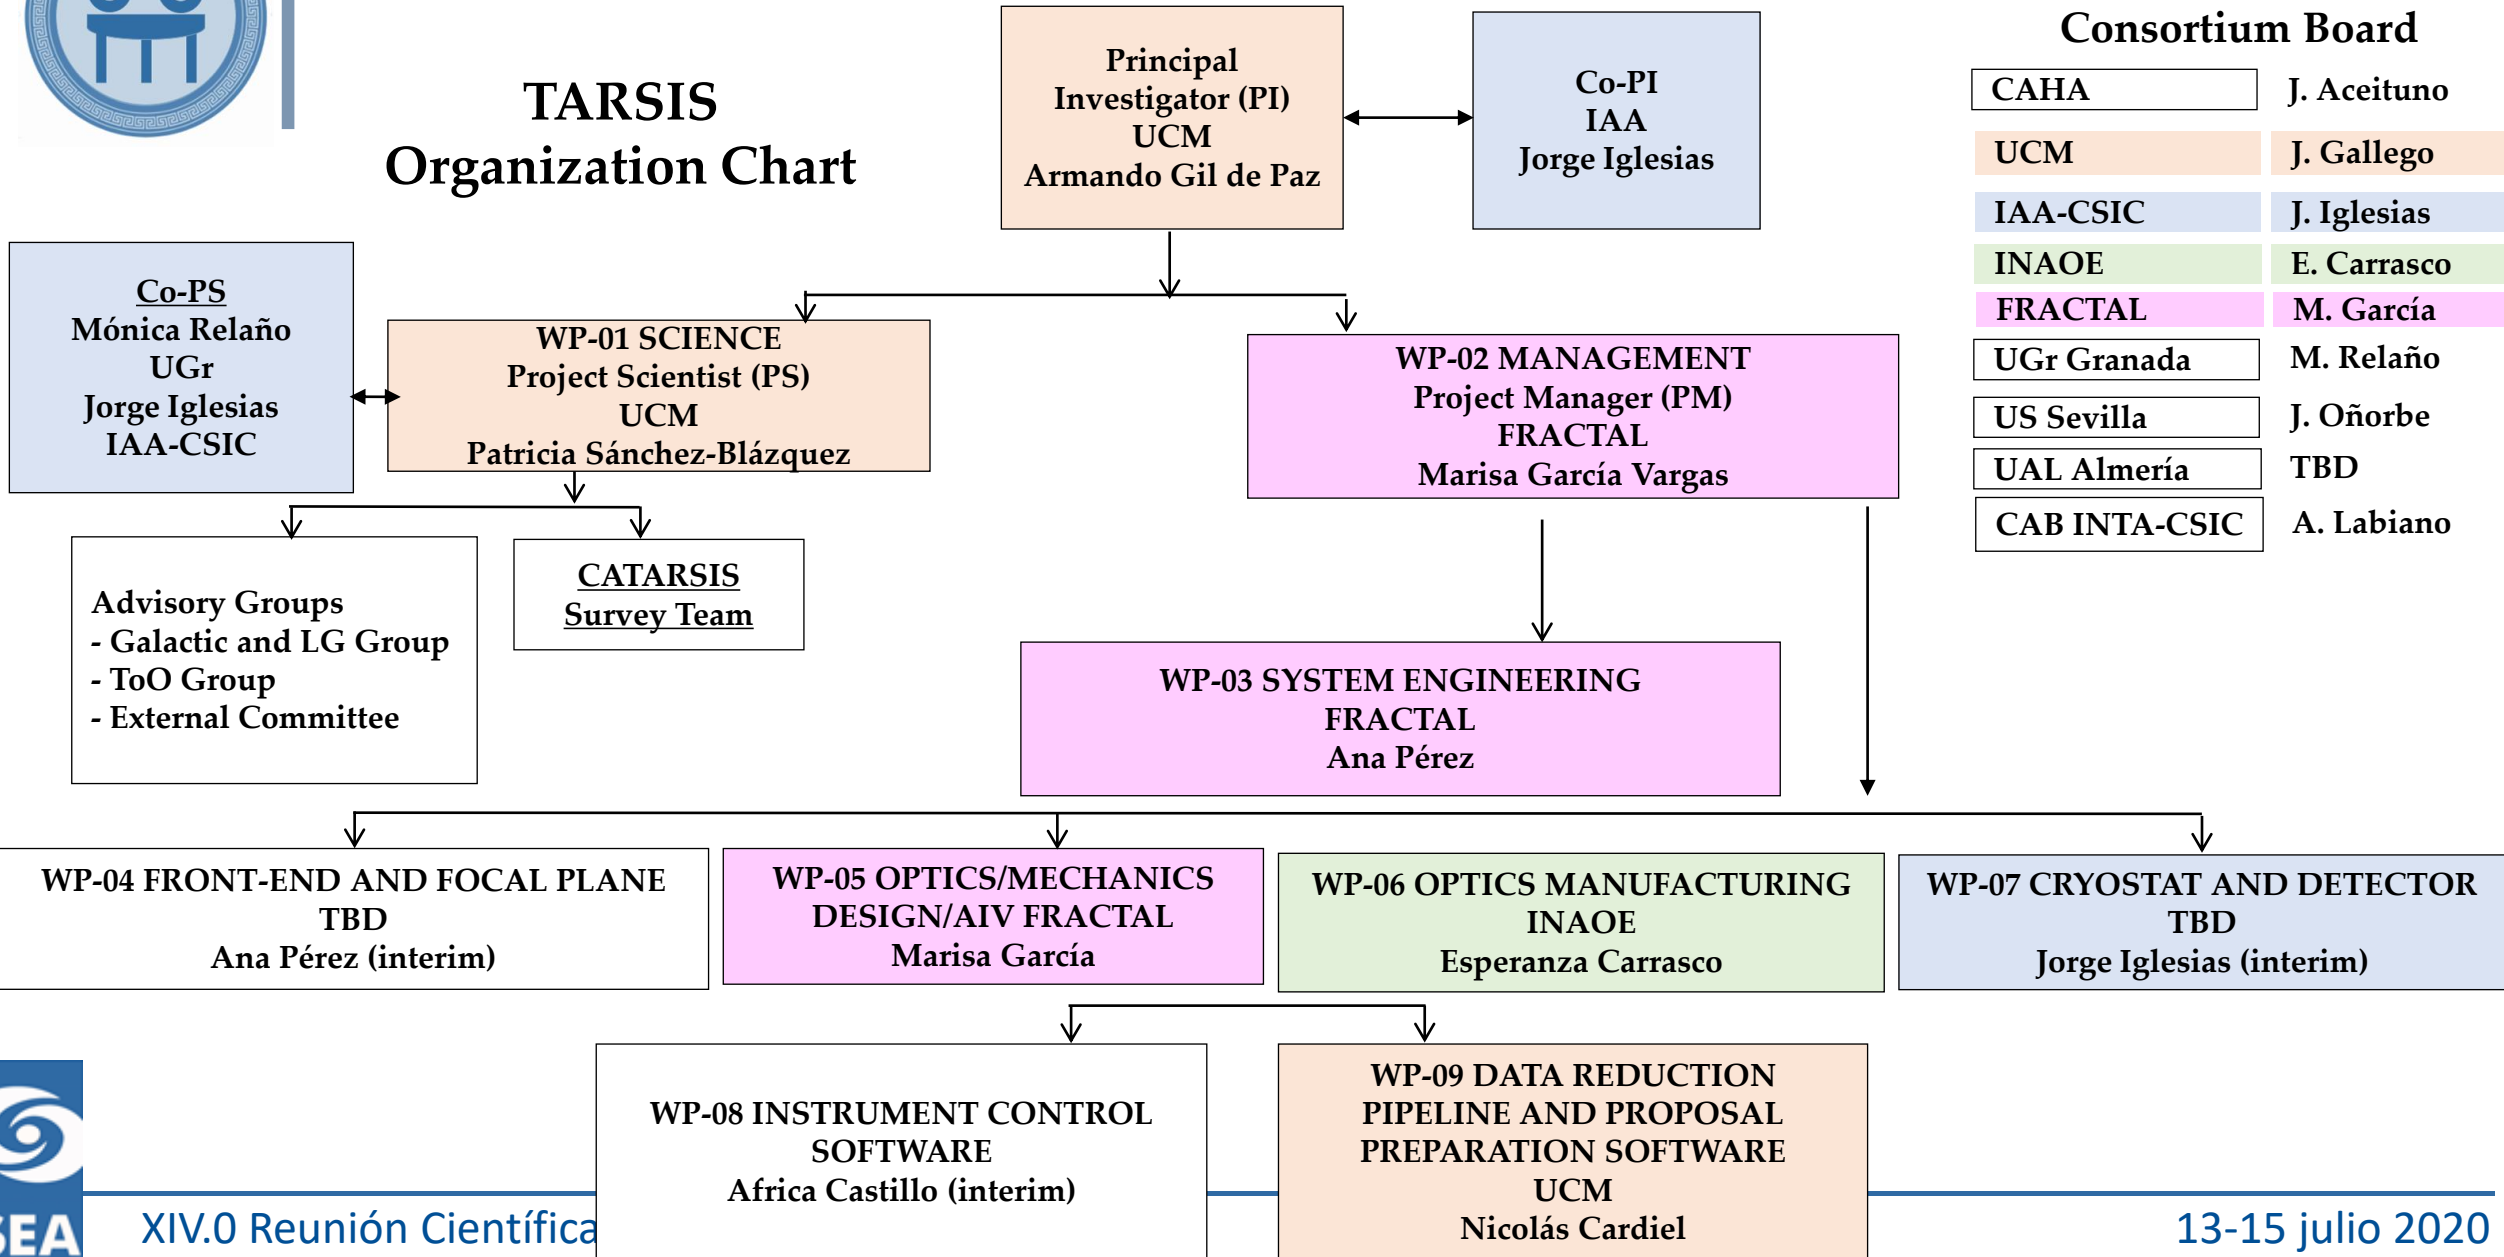 TARSIS
Organization Chart
Principal
Investigator (PI)
UCM
Armando Gil de Paz
Co-PI
IAA
Jorge Iglesias
Consortium Board
CAHA J. Aceituno
UCM J. Gallego
IAA-CSIC J. Iglesias
INAOE E. Carrasco
FRACTAL M. García
UGr Granada M. Relaño
US Sevilla J. Oñorbe
UAL Almería TBD
CAB INTA-CSIC A. Labiano
Co-PS
Mónica Relaño
UGr
Jorge Iglesias
IAA-CSIC
WP-01 SCIENCE
Project Scientist (PS)
UCM
Patricia Sánchez-Blázquez
WP-02 MANAGEMENT
Project Manager (PM)
FRACTAL
Marisa García Vargas
Advisory Groups
- Galactic and LG Group
- ToO Group
- External Committee
CATARSIS
Survey Team
WP-03 SYSTEM ENGINEERING
FRACTAL
Ana Pérez
WP-04 FRONT-END AND FOCAL PLANE
TBD
Ana Pérez (interim)
WP-05 OPTICS/MECHANICS
DESIGN/AIV FRACTAL
Marisa García
WP-06 OPTICS MANUFACTURING
INAOE
Esperanza Carrasco
WP-07 CRYOSTAT AND DETECTOR
TBD
Jorge Iglesias (interim)
WP-08 INSTRUMENT CONTROL
SOFTWARE
Africa Castillo (interim)
WP-09 DATA REDUCTION
PIPELINE AND PROPOSAL
PREPARATION SOFTWARE
UCM
Nicolás Cardiel
SEA
XIV.0 Reunión Científica
13-15 julio 2020